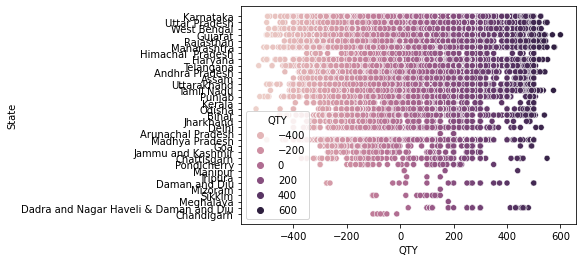 Karnataka
Uttar Pradesh
West Bengal
Gujarat
Rajasthan
Maharashtra
Himachal Pradesh
Haryana
Telangana
Andhra Pradesh
Assam
Uttarakhand
Tamil Nadu
Punjab
Kerala
Odisha
Bihar
Jharkhand
Delhi
Arunachal Pradesh
Madhya Pradesh
Goa
Jammu and Kashmir
Chattisgarh
Pondicherry
Manipur
Tripura
Daman and Diu
Mizoram
Sikkim
Meghalaya
Dadra and Nagar Haveli & Daman and Diu
Chandigarh
State
QTY
−400
−200
0
200
400
600
−400
−200
0
200
400
600
QTY